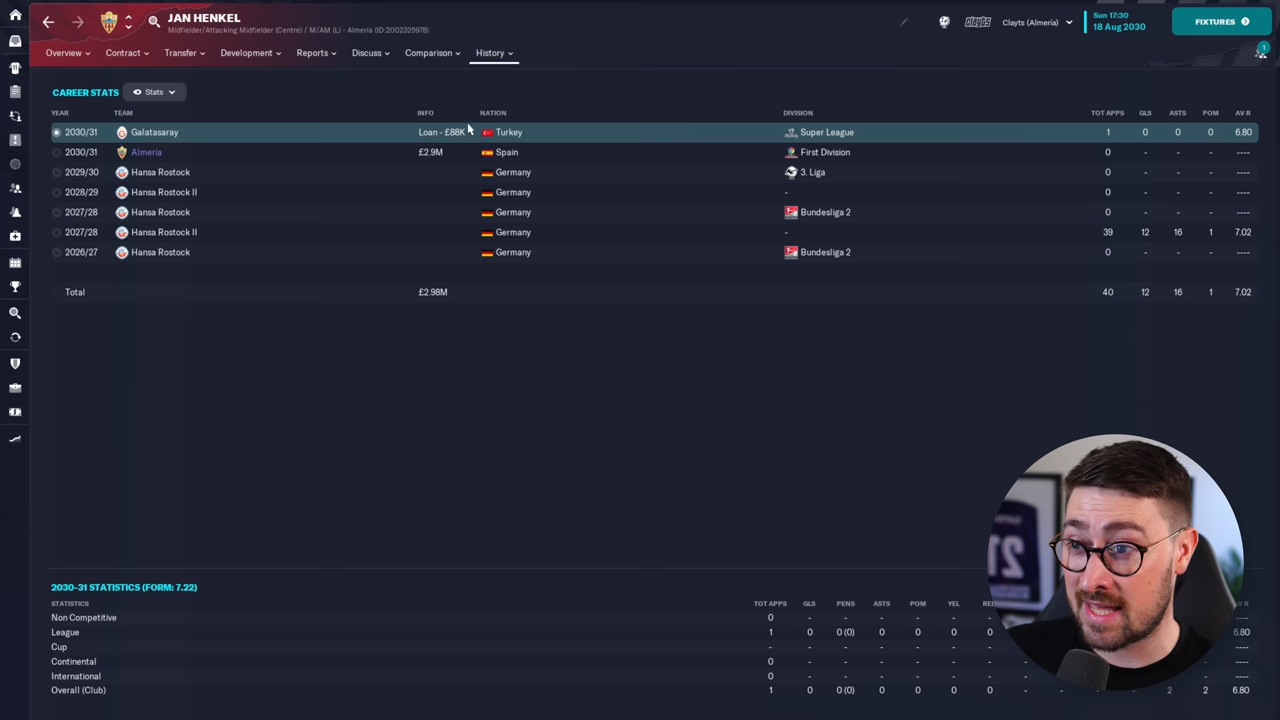 JAN HENKEL
Midfielder/Attacking Midfielder (Centre) / M/AM (L) - Almeria (ID:2002325978)
CLAYTS
Clayts (Almeria)
Sun 17:30
18 Aug 2030
FIXTURES
1
Overview
Contract
Transfer
Development
Reports
Discuss
Comparison
History
CAREER STATS
Stats
YEAR TEAM INFO NATION DIVISION TOT APPS GLS ASTS POM AV R
2030/31 Galatasaray Loan - £88K Turkey Super League 1 0 0 0 6.80
2030/31 Almeria £2.9M Spain First Division 0 - - - ----
2029/30 Hansa Rostock Germany 3. Liga 0 - - - ----
2028/29 Hansa Rostock II Germany - 0 - - - ----
2027/28 Hansa Rostock Germany Bundesliga 2 0 - - - ----
2027/28 Hansa Rostock II Germany - 39 12 16 1 7.02
2026/27 Hansa Rostock Germany Bundesliga 2 0 - - - ----
Total £2.98M 40 12 16 1 7.02
2030-31 STATISTICS (FORM: 7.22)
STATISTICS TOT APPS GLS PENS ASTS POM YEL RED AV R
Non Competitive 0 - - - - - - ----
League 1 0 0 (0) 0 0 0 0 6.80
Cup - - - - - - - ----
Continental 0 - - - - - - ----
International 0 - - - - - - ----
Overall (Club) 1 0 0 (0) 0 0 0 0 - - - - 2 2 6.80
21